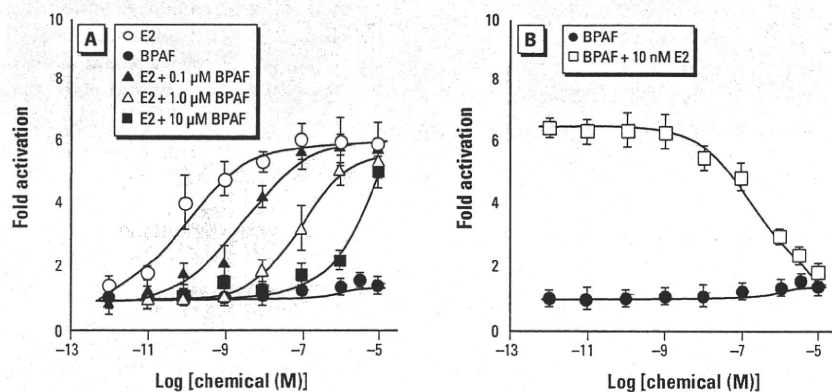 A
E2
BPAF
E2 + 0.1 µM BPAF
E2 + 1.0 µM BPAF
E2 + 10 µM BPAF
10
8
6
4
2
0
Fold activation
−13
−11
−9
−7
−5
Log [chemical (M)]
B
BPAF
BPAF + 10 nM E2
10
8
6
4
2
0
Fold activation
−13
−11
−9
−7
−5
Log [chemical (M)]